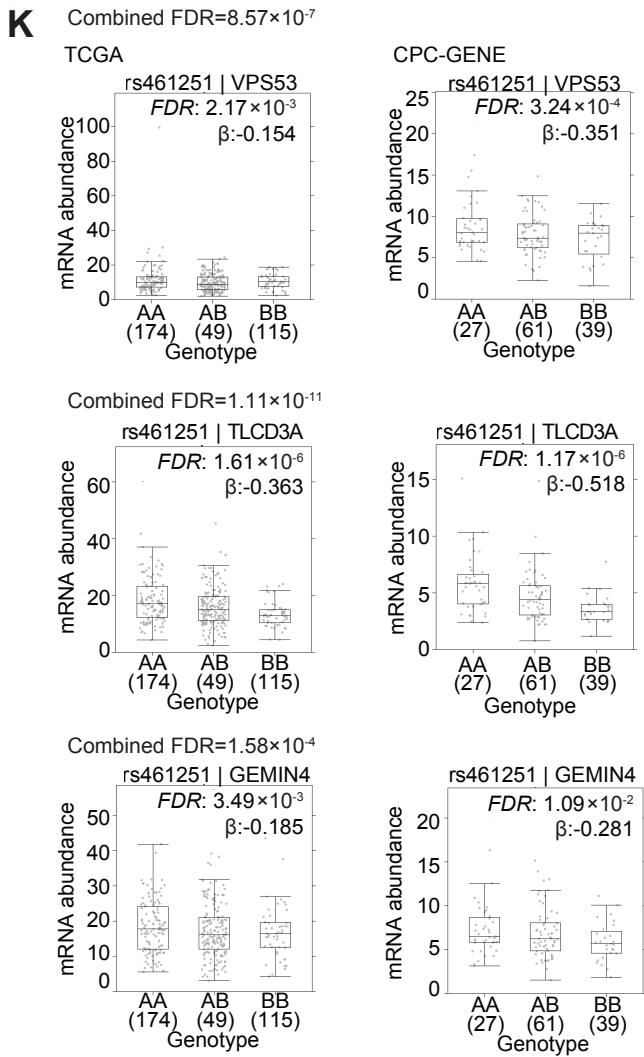 K
Combined FDR=8.57×10⁻⁷
TCGA
rs461251 | VPS53
FDR: 2.17×10⁻³
β:-0.154
mRNA abundance
100
80
60
40
20
0
AA AB BB
(174) (49) (115)
Genotype
CPC-GENE
rs461251 | VPS53
FDR: 3.24×10⁻⁴
β:-0.351
mRNA abundance
25
20
15
10
5
0
AA AB BB
(27) (61) (39)
Genotype
Combined FDR=1.11×10⁻¹¹
rs461251 | TLCD3A
FDR: 1.61×10⁻⁶
β:-0.363
mRNA abundance
60
40
20
0
AA AB BB
(174) (49) (115)
Genotype
rs461251 | TLCD3A
FDR: 1.17×10⁻⁶
β:-0.518
mRNA abundance
15
10
5
0
AA AB BB
(27) (61) (39)
Genotype
Combined FDR=1.58×10⁻⁴
rs461251 | GEMIN4
FDR: 3.49×10⁻³
β:-0.185
mRNA abundance
50
40
30
20
10
0
AA AB BB
(174) (49) (115)
Genotype
rs461251 | GEMIN4
FDR: 1.09×10⁻²
β:-0.281
mRNA abundance
20
15
10
5
0
AA AB BB
(27) (61) (39)
Genotype